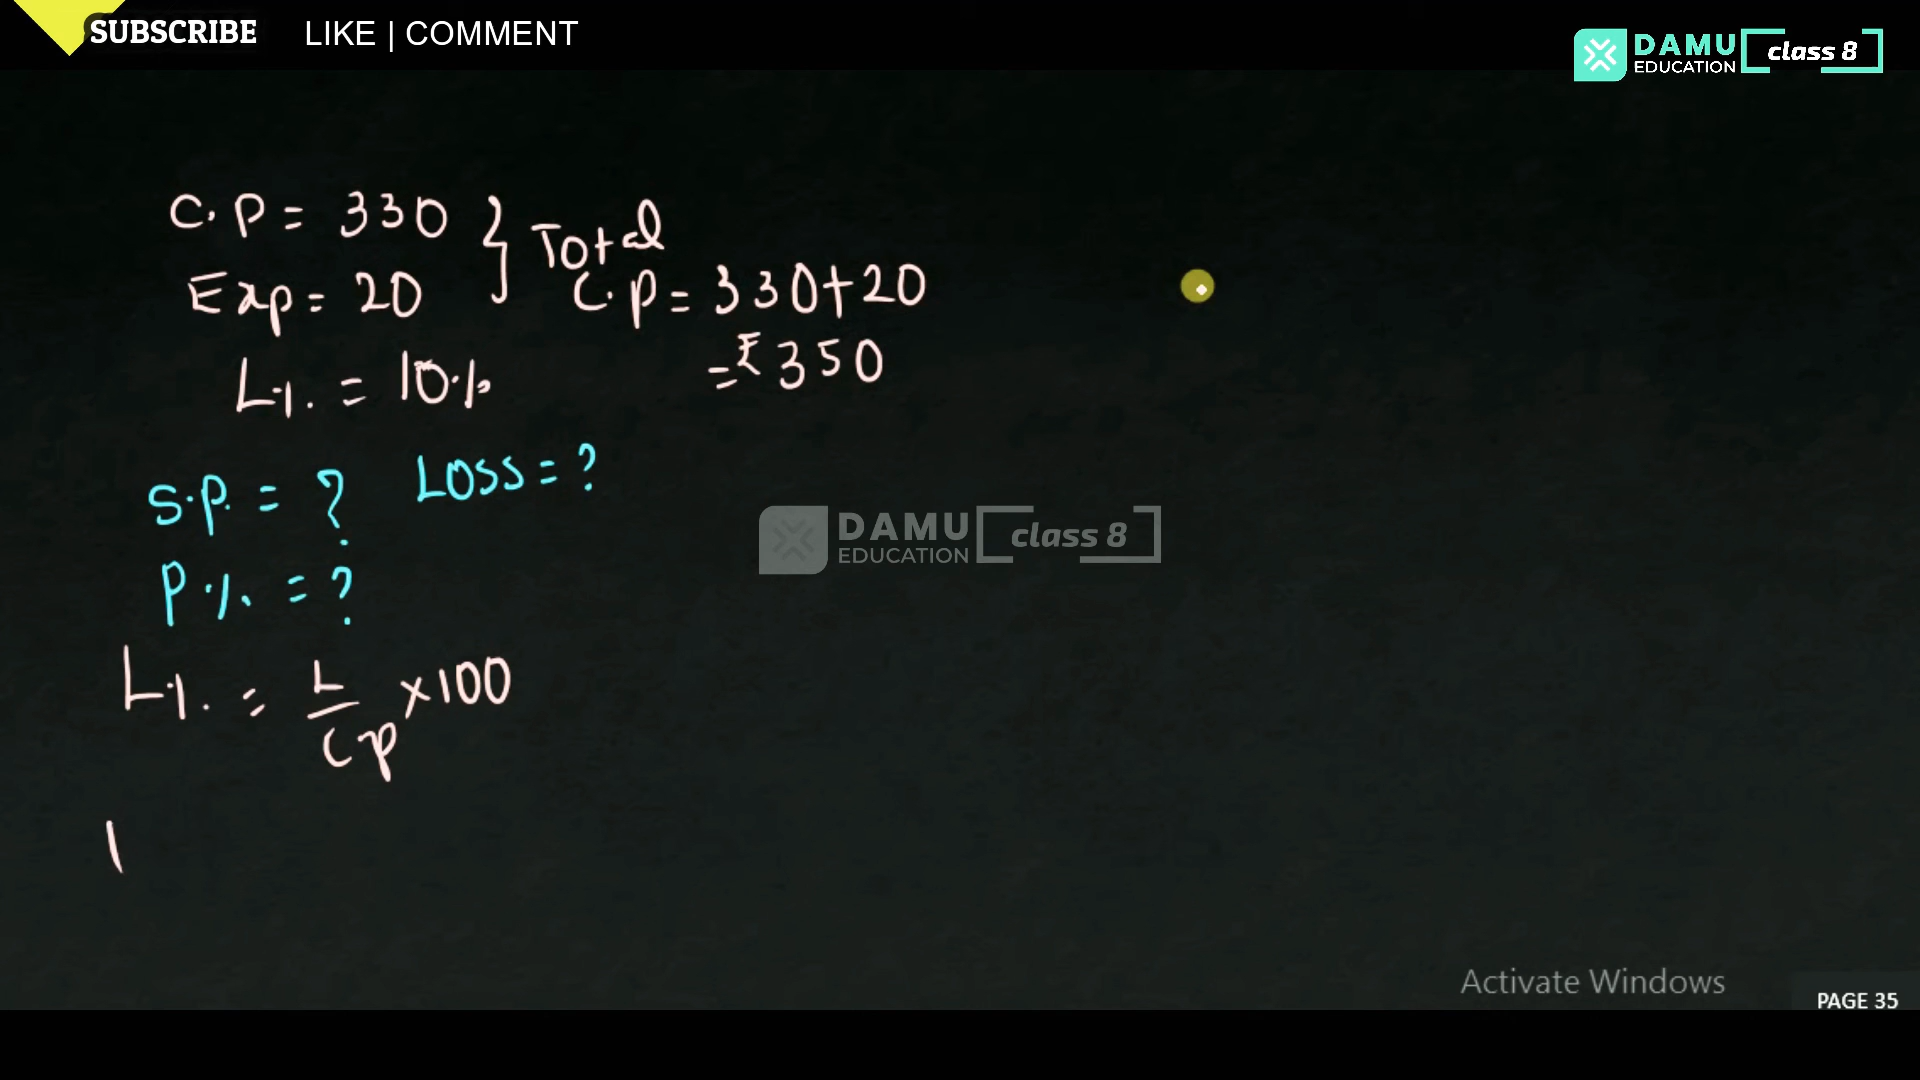 SUBSCRIBE LIKE | COMMENT
DAMU EDUCATION class 8
C.P = 330 } Total
Exp = 20 C.P = 330+20
L%. = 10% =₹350
S.P. = ? LOSS = ?
P%. = ?
L%. = L/CP ×100
DAMU EDUCATION class 8
Activate Windows
PAGE 35